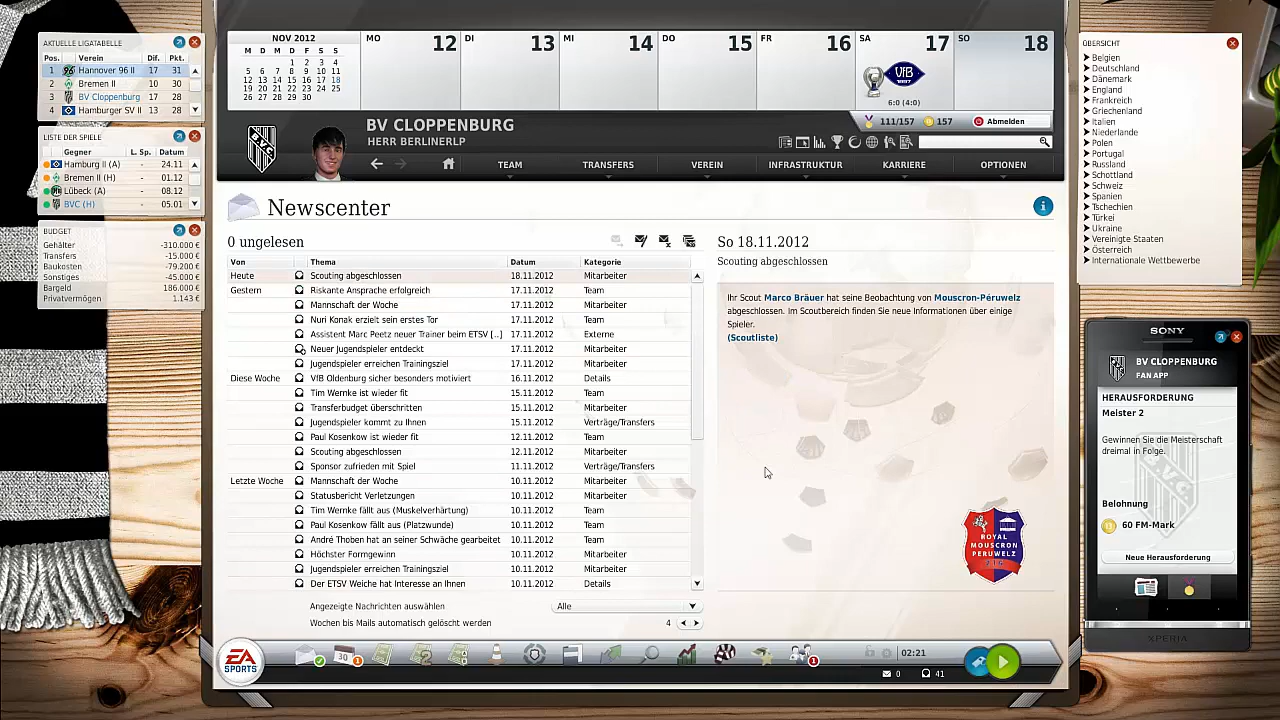 AKTUELLE LIGATABELLE
Pos. Verein Dif. Pkt.
1 Hannover 96 II 17 31
2 Bremen II 10 30
3 BV Cloppenburg 17 28
4 Hamburger SV II 13 28
LISTE DER SPIELE
Gegner L. Sp. Datum
Hamburg II (A) - 24.11
Bremen II (H) - 01.12
Lübeck (A) - 08.12
BVC (H) - 05.01
BUDGET
Gehälter -310.000 €
Transfers -15.000 €
Baukosten -79.200 €
Sonstiges -45.000 €
Bargeld 186.000 €
Privatvermögen 1.143 €
NOV 2012
M D M D F S S
1 2 3 4
5 6 7 8 9 10 11
12 13 14 15 16 17 18
19 20 21 22 23 24 25
26 27 28 29 30
MO 12
DI 13
MI 14
DO 15
FR 16
SA 17
SO 18
VfB
1897
6:0 (4:0)
BVC
BV CLOPPENBURG
HERR BERLINERLP
111/157 157 Abmelden
TEAM TRANSFERS VEREIN INFRASTRUKTUR KARRIERE OPTIONEN
Newscenter
0 ungelesen
Von Thema Datum Kategorie
Heute Scouting abgeschlossen 18.11.2012 Mitarbeiter
Gestern Riskante Ansprache erfolgreich 17.11.2012 Team
Mannschaft der Woche 17.11.2012 Mitarbeiter
Nuri Konak erzielt sein erstes Tor 17.11.2012 Team
Assistent Marc Peetz neuer Trainer beim ETSV [...] 17.11.2012 Externe
Neuer Jugendspieler entdeckt 17.11.2012 Mitarbeiter
Jugendspieler erreichen Trainingsziel 17.11.2012 Mitarbeiter
Diese Woche VfB Oldenburg sicher besonders motiviert 16.11.2012 Details
Tim Wernke ist wieder fit 15.11.2012 Team
Transferbudget überschritten 15.11.2012 Mitarbeiter
Jugendspieler kommt zu Ihnen 15.11.2012 Verträge/Transfers
Paul Kosenkow ist wieder fit 12.11.2012 Team
Scouting abgeschlossen 12.11.2012 Mitarbeiter
Sponsor zufrieden mit Spiel 11.11.2012 Verträge/Transfers
Letzte Woche Mannschaft der Woche 10.11.2012 Mitarbeiter
Statusbericht Verletzungen 10.11.2012 Mitarbeiter
Tim Wernke fällt aus (Muskelverhärtung) 10.11.2012 Team
Paul Kosenkow fällt aus (Platzwunde) 10.11.2012 Team
André Thoben hat an seiner Schwäche gearbeitet 10.11.2012 Team
Höchster Formgewinn 10.11.2012 Mitarbeiter
Jugendspieler erreichen Trainingsziel 10.11.2012 Mitarbeiter
Der ETSV Weiche hat Interesse an Ihnen 10.11.2012 Details
Angezeigte Nachrichten auswählen Alle
Wochen bis Mails automatisch gelöscht werden 4
So 18.11.2012
Scouting abgeschlossen
Ihr Scout Marco Bräuer hat seine Beobachtung von Mouscron-Péruwelz
abgeschlossen. Im Scoutbereich finden Sie neue Informationen über einige
Spieler.
(Scoutliste)
ROYAL
MOUSCRON
PERUWELZ
EA
SPORTS
30 1
1
02:21
0 41
ÜBERSICHT
Belgien
Deutschland
Dänemark
England
Frankreich
Griechenland
Italien
Niederlande
Polen
Portugal
Russland
Schottland
Schweiz
Spanien
Tschechien
Türkei
Ukraine
Vereinigte Staaten
Österreich
Internationale Wettbewerbe
SONY
BV CLOPPENBURG
FAN APP
HERAUSFORDERUNG
Meister 2
Gewinnen Sie die Meisterschaft
dreimal in Folge.
Belohnung
60 FM-Mark
Neue Herausforderung
XPERIA